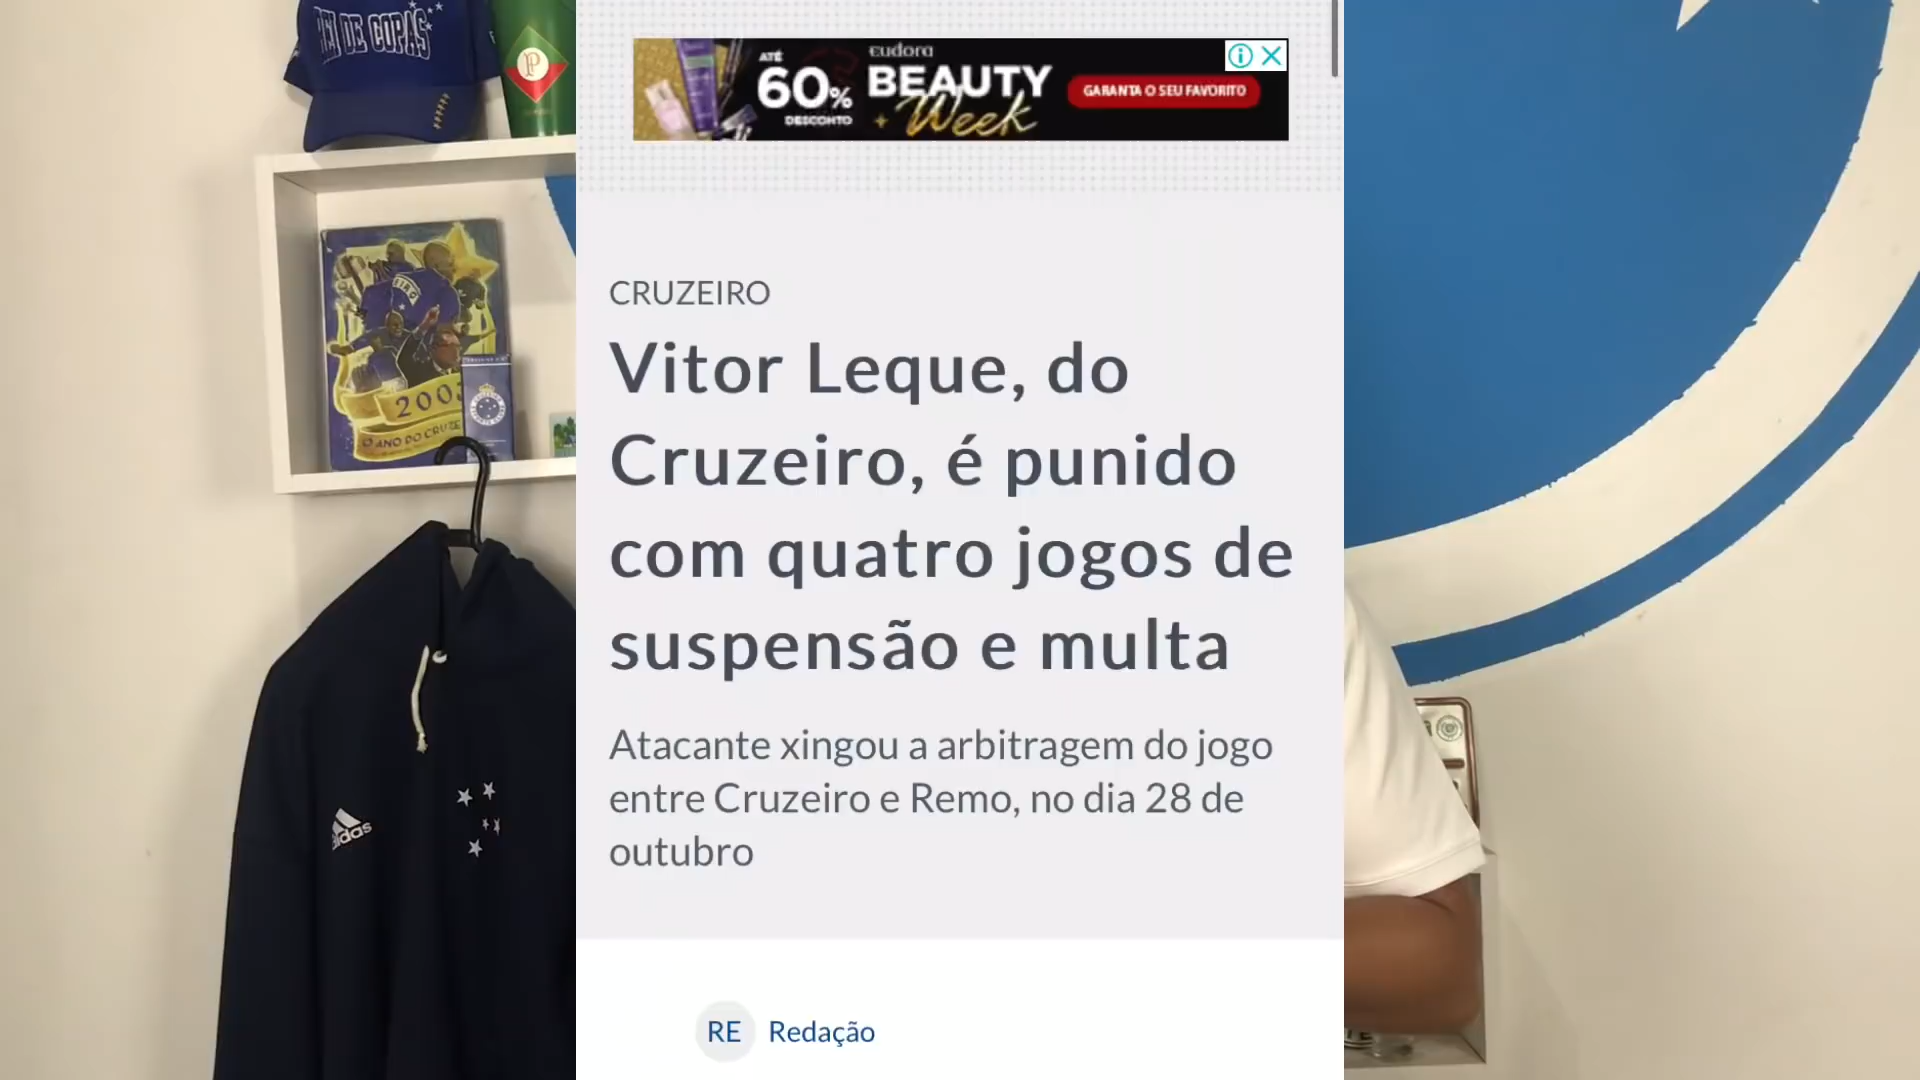 REI DE COPAS
P
2003
O ANO DO CRUZE
adidas
ATÉ
60%
DESCONTO
eudora
BEAUTY
Week
GARANTA O SEU FAVORITO
CRUZEIRO
Vitor Leque, do
Cruzeiro, é punido
com quatro jogos de
suspensão e multa
Atacante xingou a arbitragem do jogo
entre Cruzeiro e Remo, no dia 28 de
outubro
RE Redação